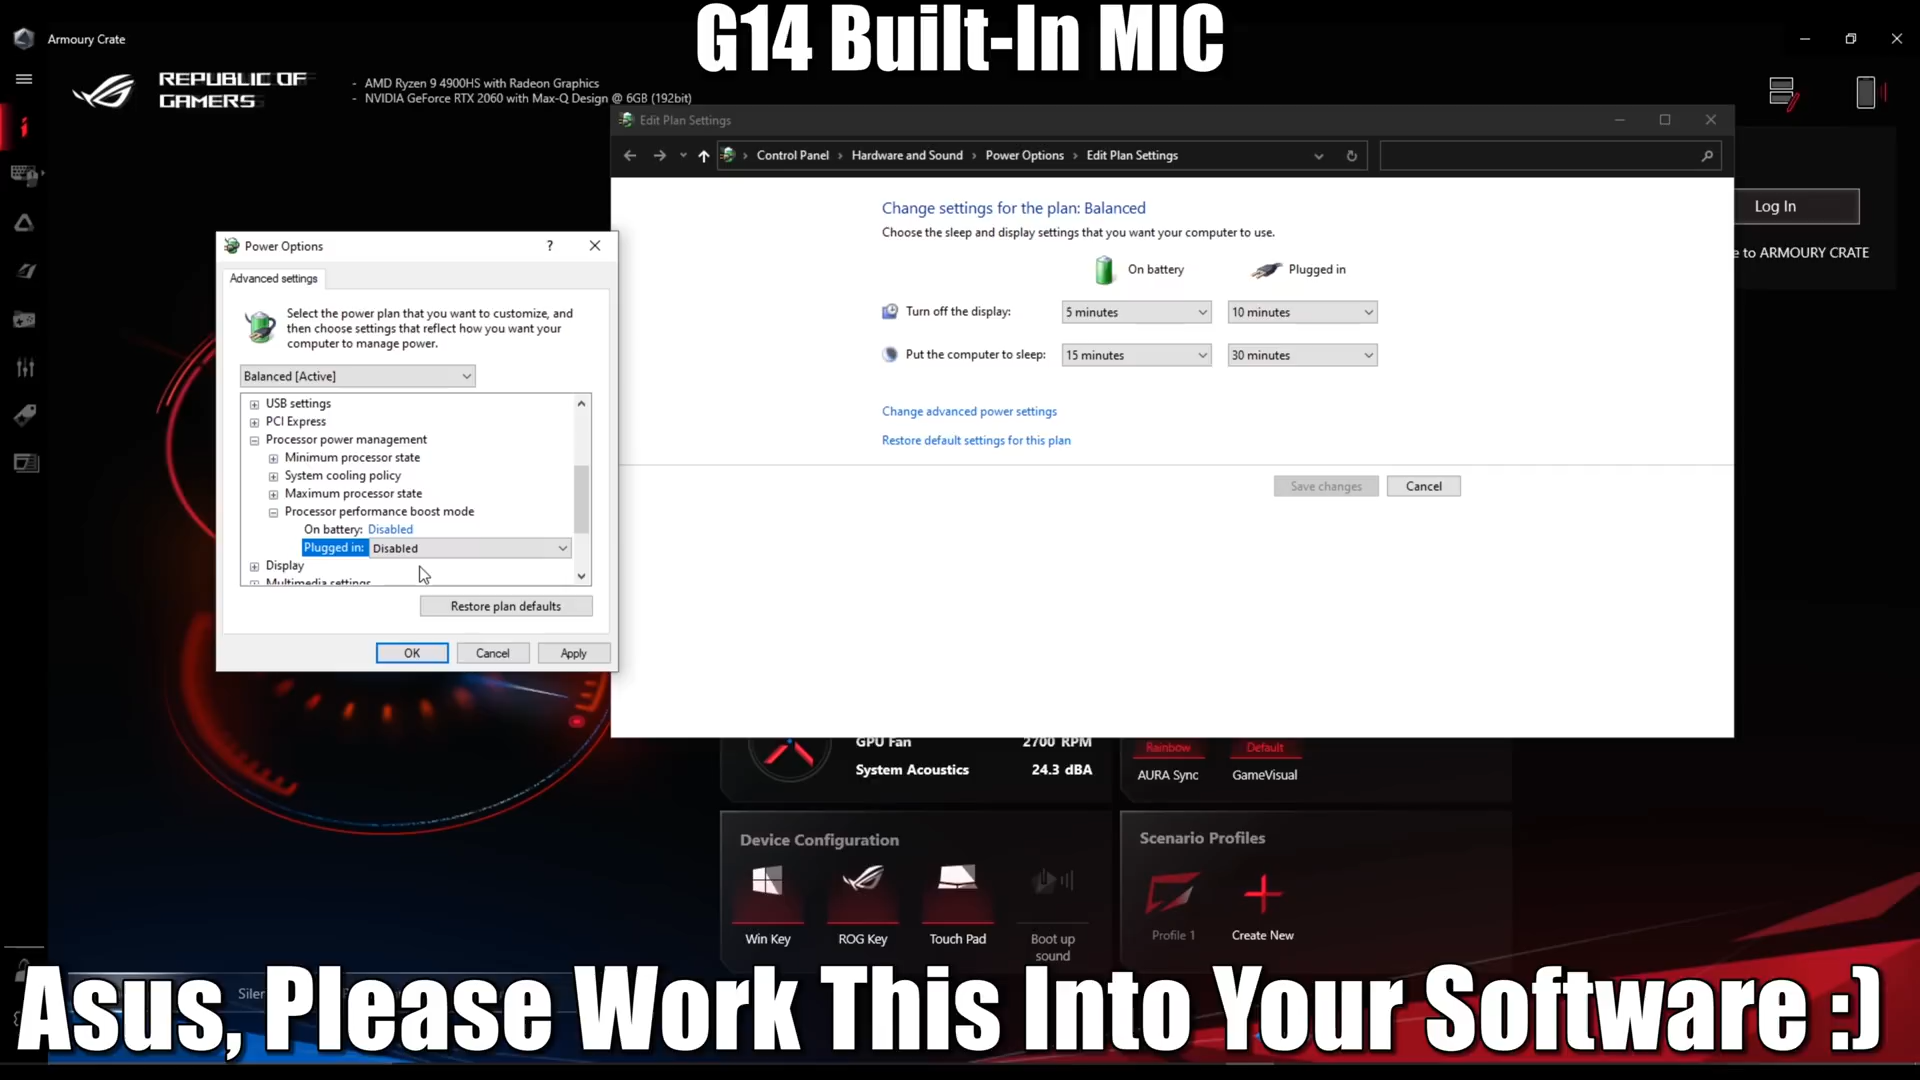 G14 Built-In MIC
Armoury Crate
REPUBLIC OF
GAMERS
- AMD Ryzen 9 4900HS with Radeon Graphics
- NVIDIA GeForce RTX 2060 with Max-Q Design @ 6GB (192bit)
Edit Plan Settings
Control Panel › Hardware and Sound › Power Options › Edit Plan Settings
Log In
e to ARMOURY CRATE
Change settings for the plan: Balanced
Choose the sleep and display settings that you want your computer to use.
On battery
Plugged in
Turn off the display:
5 minutes
10 minutes
Put the computer to sleep:
15 minutes
30 minutes
Change advanced power settings
Restore default settings for this plan
Save changes
Cancel
Power Options
?
Advanced settings
Select the power plan that you want to customize, and
then choose settings that reflect how you want your
computer to manage power.
Balanced [Active]
USB settings
PCI Express
Processor power management
Minimum processor state
System cooling policy
Maximum processor state
Processor performance boost mode
On battery: Disabled
Plugged in: Disabled
Display
Multimedia settings
Restore plan defaults
OK
Cancel
Apply
GPU Fan
2700 RPM
System Acoustics
24.3 dBA
Rainbow
AURA Sync
Default
GameVisual
Device Configuration
Win Key
ROG Key
Touch Pad
Boot up
sound
Scenario Profiles
Profile 1
Create New
Asus, Please Work This Into Your Software :)